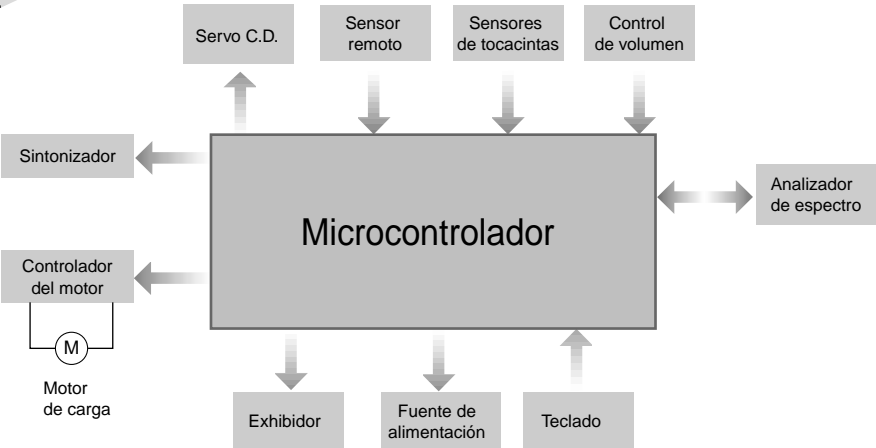 Servo C.D.
Sensor
remoto
Sensores
de tocacintas
Control
de volumen
Sintonizador
Microcontrolador
Analizador
de espectro
Controlador
del motor
M
Motor
de carga
Exhibidor
Fuente de
alimentación
Teclado